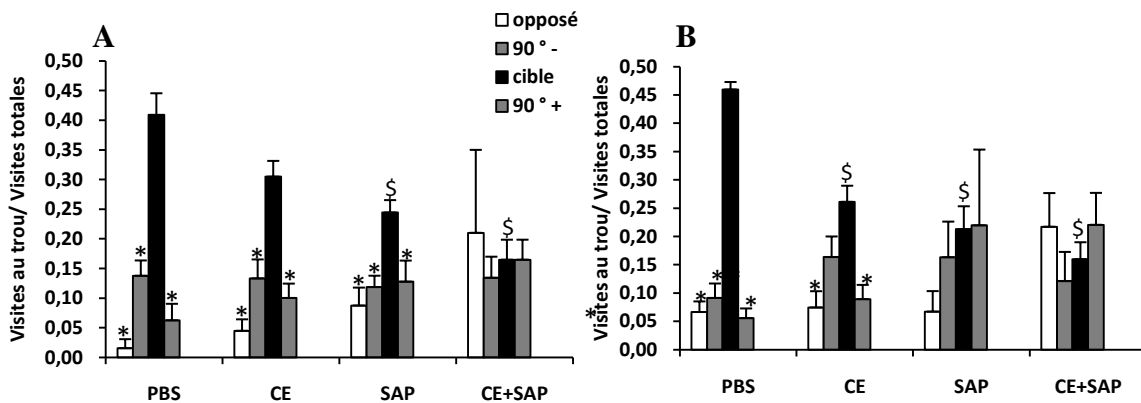 A
opposé
90 ° -
cible
90 ° +
Visites au trou/ Visites totales
0,50
0,45
0,40
0,35
0,30
0,25
0,20
0,15
0,10
0,05
0,00
*
*
*
*
*
*
$
*
*
*
$
PBS
CE
SAP
CE+SAP
B
*Visites au trou/ Visites totales
0,50
0,45
0,40
0,35
0,30
0,25
0,20
0,15
0,10
0,05
0,00
*
*
*
*
$
*
$
$
PBS
CE
SAP
CE+SAP